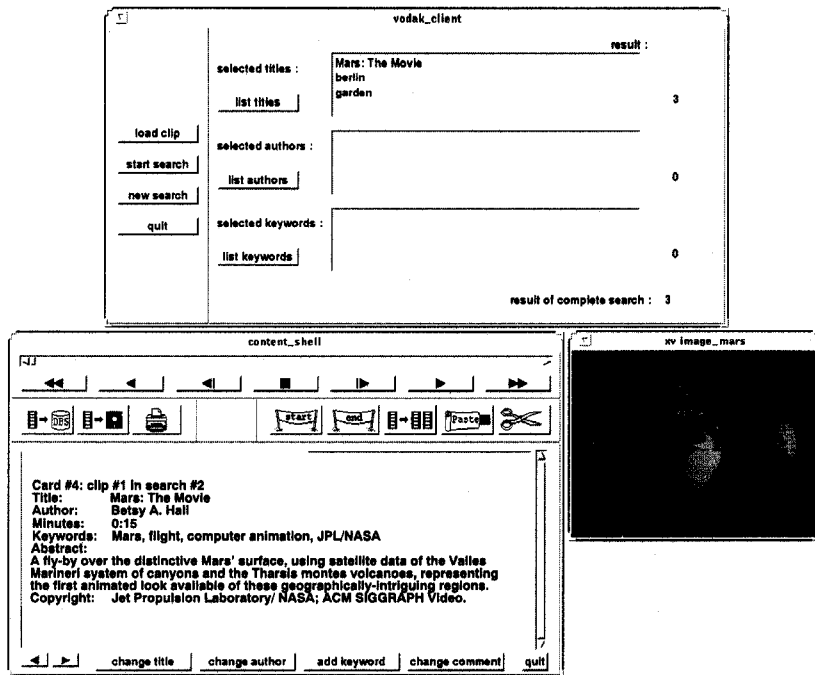 vodak_client
result :
selected titles :
Mars: The Movie
berlin
garden
list titles
3
load clip
start search
new search
quit
selected authors :
list authors
0
selected keywords :
list keywords
0
result of complete search : 3
content_shell
DBS
start
end
Paste
Card #4: clip #1 in search #2
Title: Mars: The Movie
Author: Betsy A. Hall
Minutes: 0:15
Keywords: Mars, flight, computer animation, JPL/NASA
Abstract:
A fly-by over the distinctive Mars' surface, using satellite data of the Valles
Marineri system of canyons and the Tharsis montes volcanoes, representing
the first animated look available of these geographically-intriguing regions.
Copyright: Jet Propulsion Laboratory/ NASA; ACM SIGGRAPH Video.
change title
change author
add keyword
change comment
quit
xv image_mars